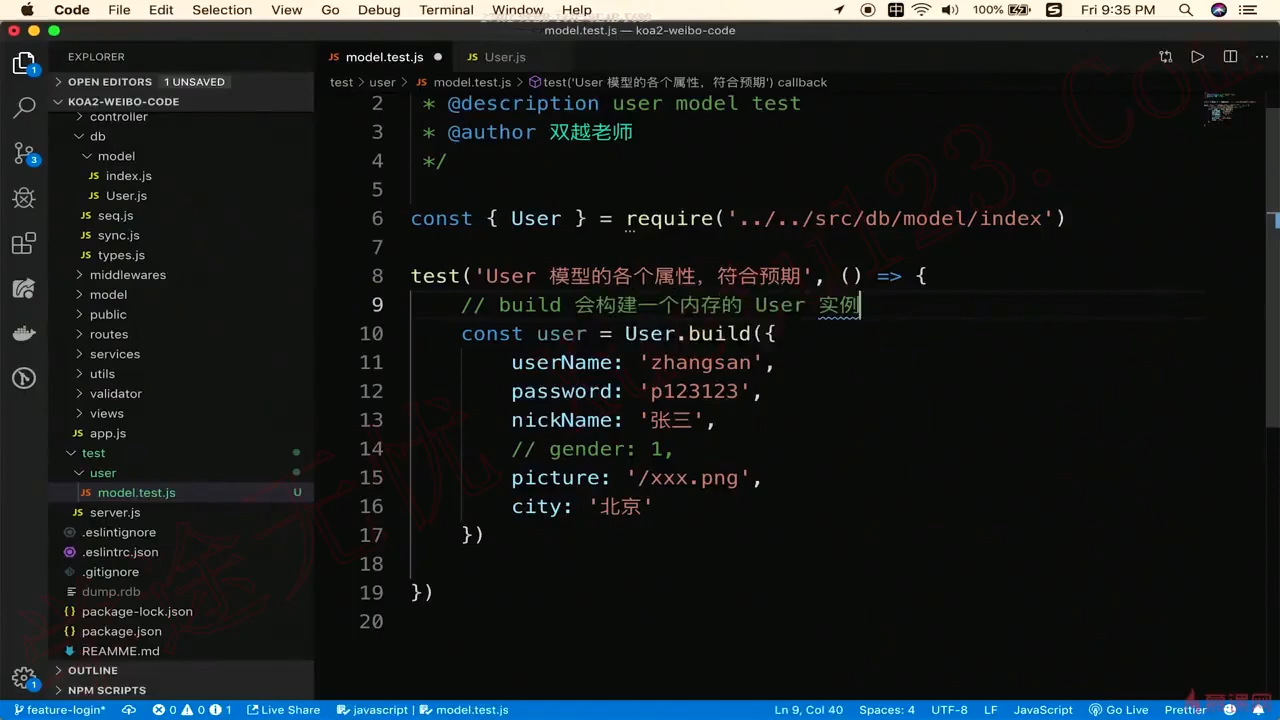 Code File Edit Selection View Go Debug Terminal Window Help 100% Fri 9:35 PM
model.test.js — koa2-weibo-code
EXPLORER
OPEN EDITORS 1 UNSAVED
KOA2-WEIBO-CODE
controller
db
model
index.js
User.js
seq.js
sync.js
types.js
middlewares
model
public
routes
services
utils
validator
views
app.js
test
user
model.test.js U
server.js
.eslintignore
.eslintrc.json
.gitignore
dump.rdb
package-lock.json
package.json
REAMME.md
OUTLINE
NPM SCRIPTS
JS model.test.js JS User.js
test > user > JS model.test.js > test('User 模型的各个属性，符合预期') callback
2 * @description user model test
3 * @author 双越老师
4 */
5
6 const { User } = require('../../src/db/model/index')
7
8 test('User 模型的各个属性，符合预期', () => {
9 // build 会构建一个内存的 User 实例
10 const user = User.build({
11 userName: 'zhangsan',
12 password: 'p123123',
13 nickName: '张三',
14 // gender: 1,
15 picture: '/xxx.png',
16 city: '北京'
17 })
18
19 })
20
feature-login* 0 0 1 Live Share javascript | model.test.js Ln 9, Col 40 Spaces: 4 UTF-8 LF JavaScript Go Live Prettier
慕课网